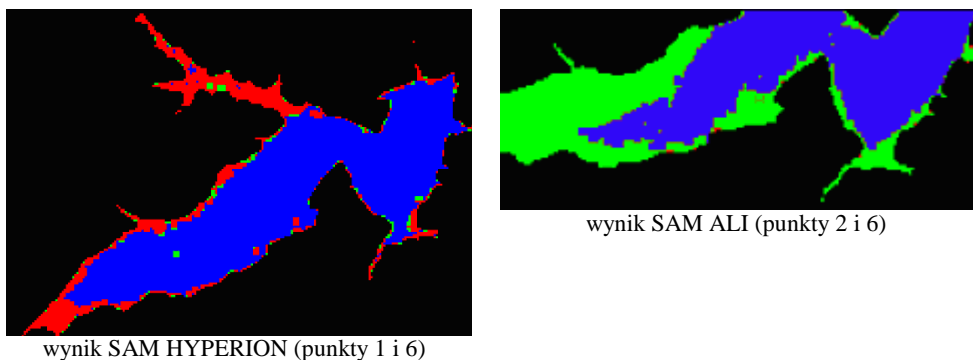 wynik SAM ALI (punkty 2 i 6)
wynik SAM HYPERION (punkty 1 i 6)